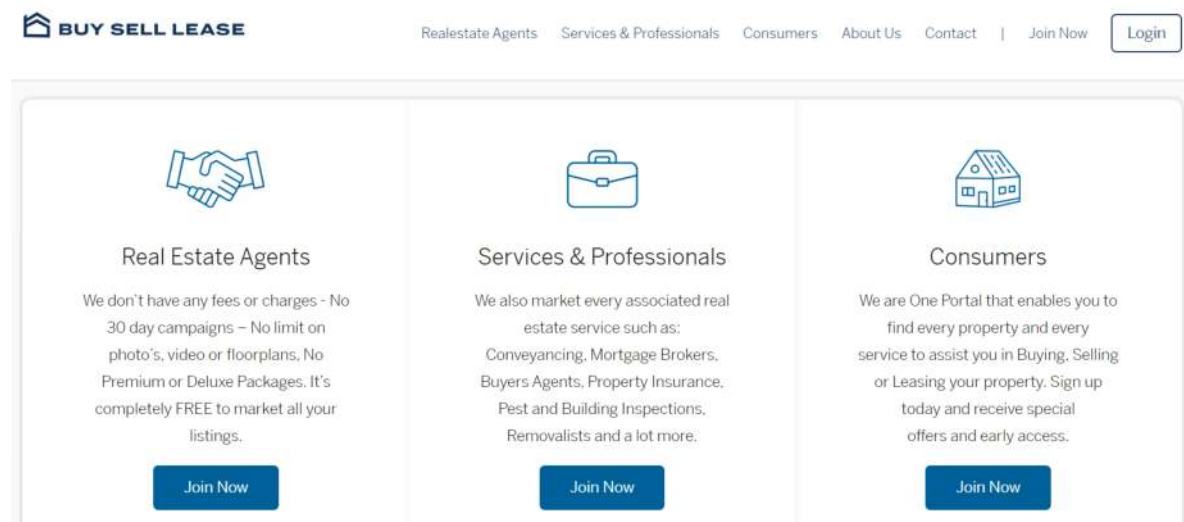 BUY SELL LEASE
Realestate Agents Services & Professionals Consumers About Us Contact | Join Now Login
Real Estate Agents
We don't have any fees or charges - No
30 day campaigns – No limit on
photo's, video or floorplans, No
Premium or Deluxe Packages. It's
completely FREE to market all your
listings.
Join Now
Services & Professionals
We also market every associated real
estate service such as:
Conveyancing, Mortgage Brokers,
Buyers Agents, Property Insurance,
Pest and Building Inspections,
Removalists and a lot more.
Join Now
Consumers
We are One Portal that enables you to
find every property and every
service to assist you in Buying, Selling
or Leasing your property. Sign up
today and receive special
offers and early access.
Join Now